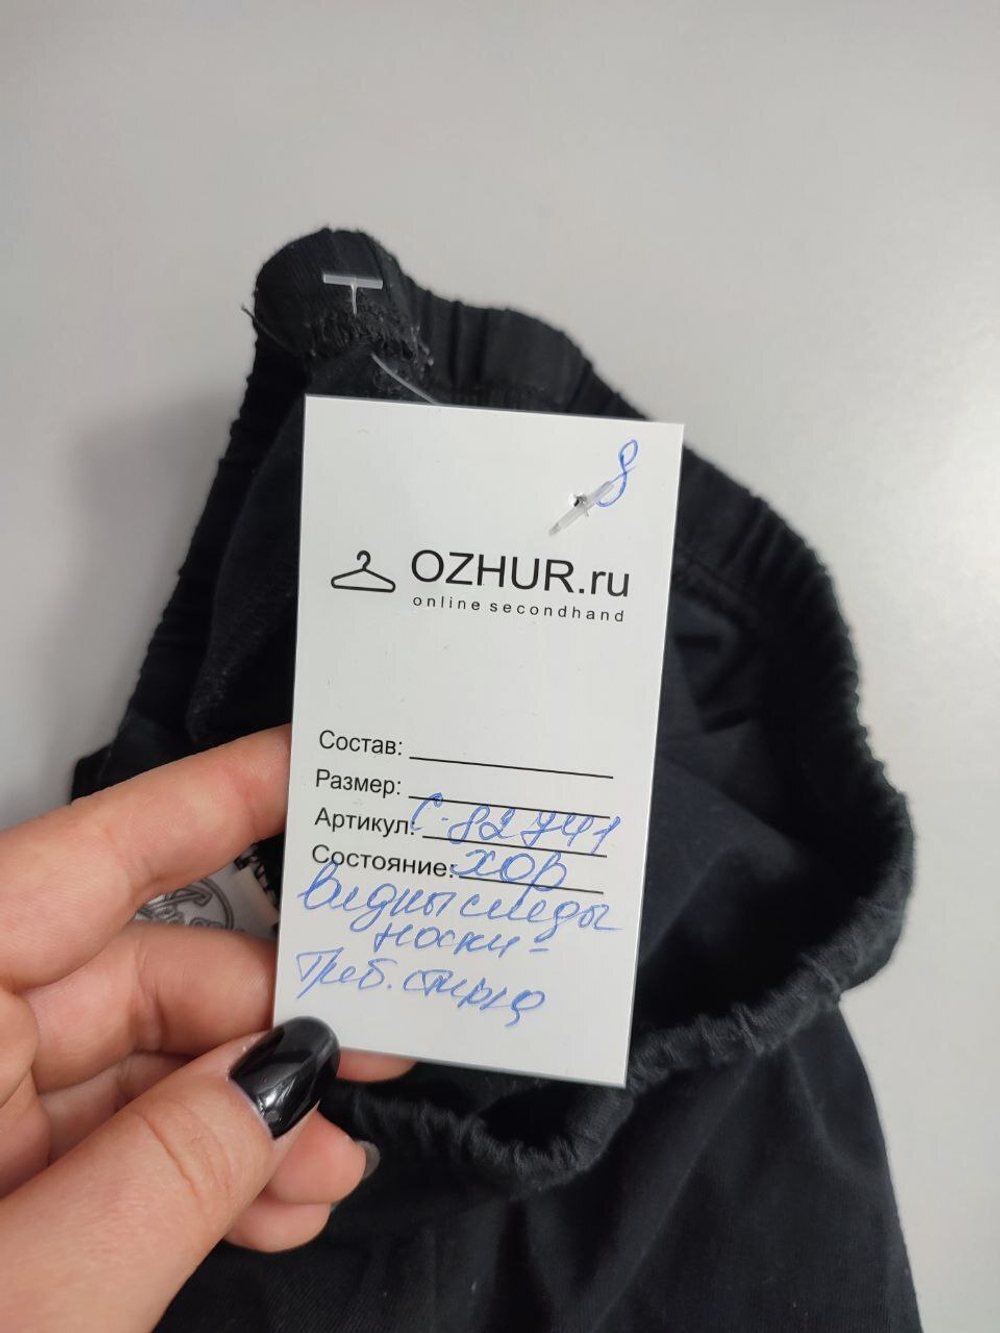 8
OZHUR.ru
online secondhand
Состав:
Размер:
Артикул: С-82741
Состояние: хор
видны следы
носки -
треб. стирка